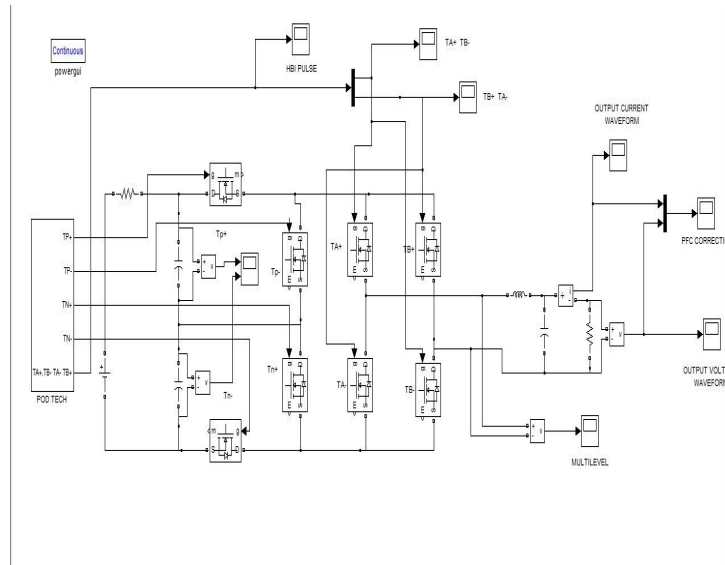 Continuous
powergui
HBI PULSE
TA+ TB-
TB+ TA-
OUTPUT CURRENT
WAVEFORM
PFC CORRECTI
OUTPUT VOLT
WAVEFORM
MULTILEVEL
TP+
TP-
TN+
TN-
TA+,TB- TA- TB+
POD TECH
g
m
D
S
Tp+
Tp-
Tn+
Tn-
TA+
TB+
TA-
TB-
m
g
S
D